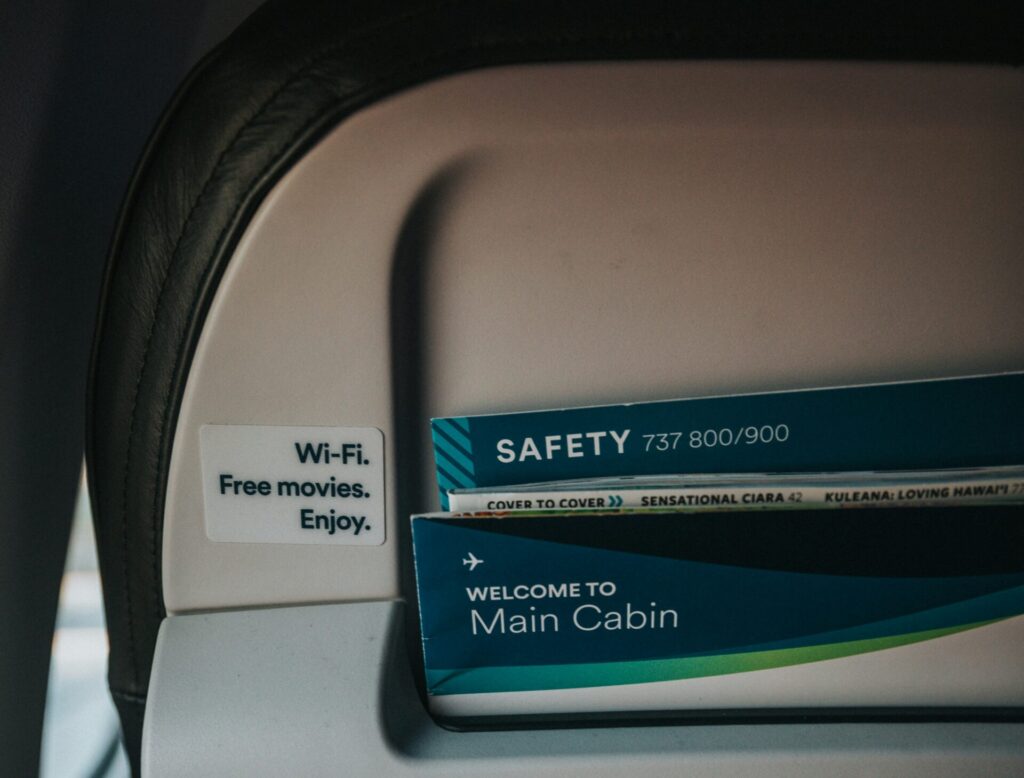 Wi-Fi.
Free movies.
Enjoy.
SAFETY 737 800/900
COVER TO COVER SENSATIONAL CIARA 42 KULEANA: LOVING HAWAI'I
WELCOME TO
Main Cabin